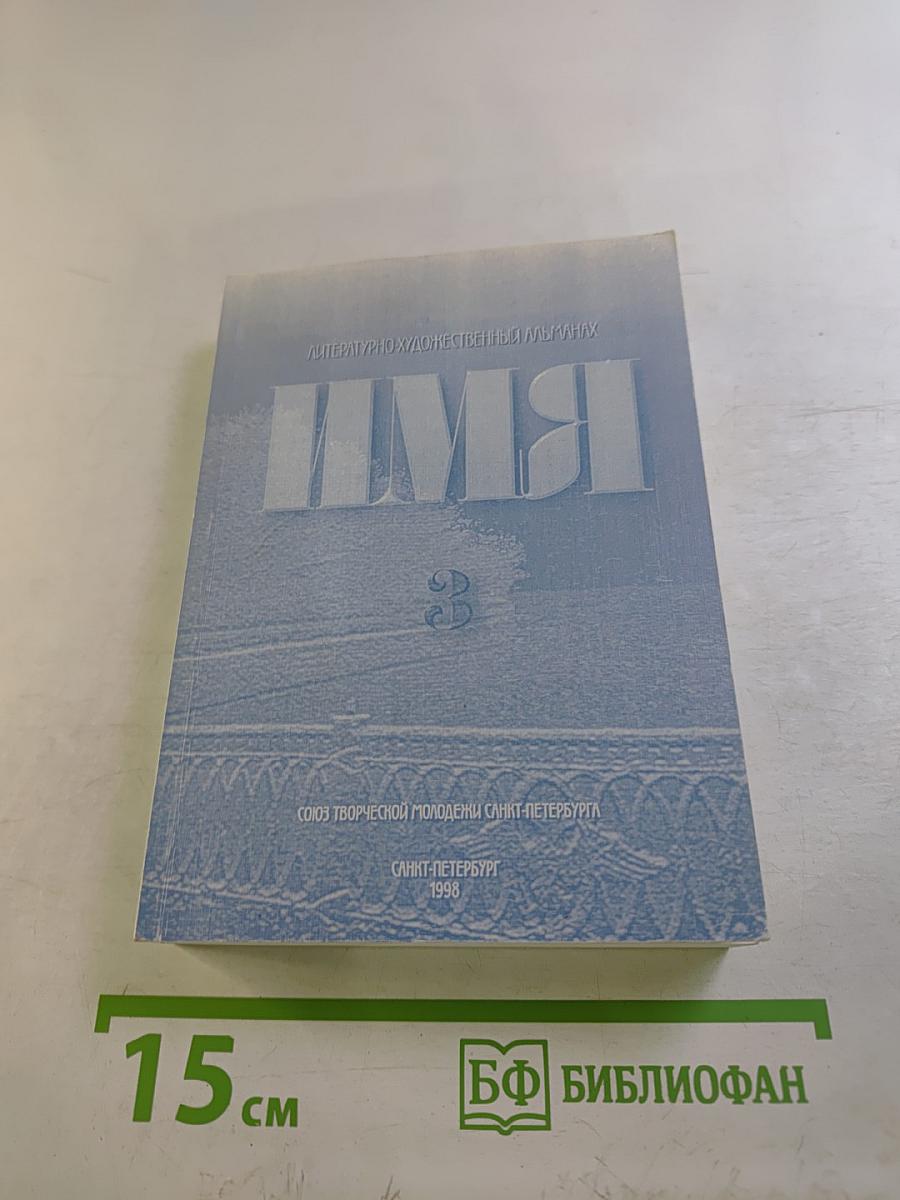 ЛИТЕРАТУРНО-ХУДОЖЕСТВЕННЫЙ АЛЬМАНАХ
ИМЯ
3
СОЮЗ ТВОРЧЕСКОЙ МОЛОДЕЖИ САНКТ-ПЕТЕРБУРГА
САНКТ-ПЕТЕРБУРГ
1998
15 см
БФ БИБЛИОФАН